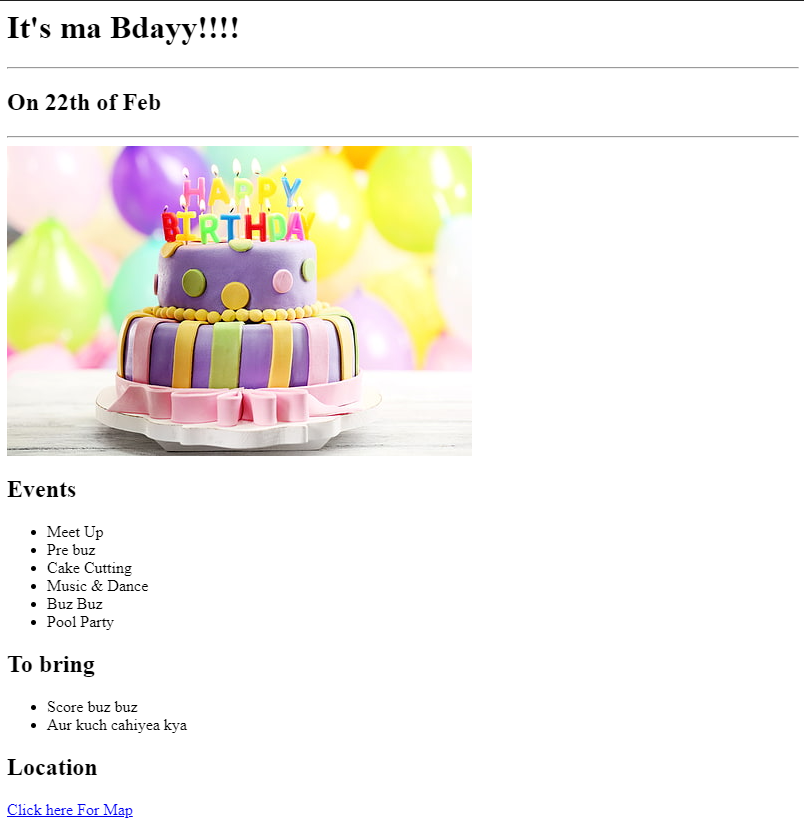 It's ma Bdayy!!!!
On 22th of Feb
HAPPY
BIRTHDAY
Events
Meet Up
Pre buz
Cake Cutting
Music & Dance
Buz Buz
Pool Party
To bring
Score buz buz
Aur kuch cahiyea kya
Location
Click here For Map